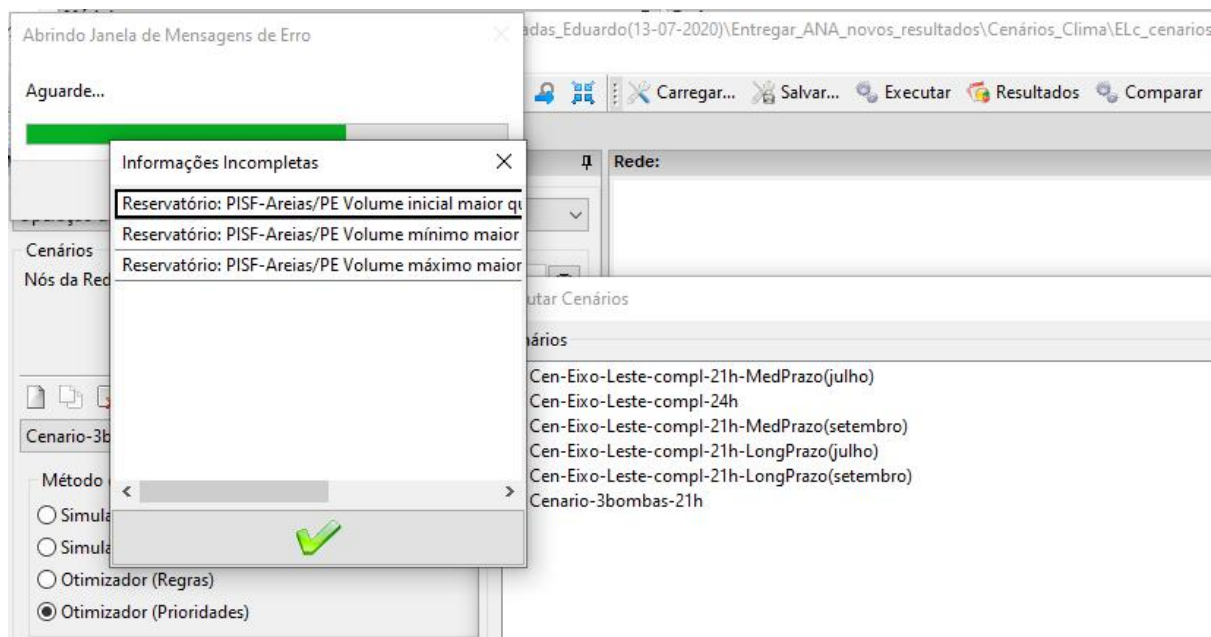 Abrindo Janela de Mensagens de Erro
adas_Eduardo(13-07-2020)\Entregar_ANA_novos_resultados\Cenários_Clima\ELc_cenarios
Aguarde...
Carregar... Salvar... Executar Resultados Comparar
Informações Incompletas
Rede:
Reservatório: PISF-Areias/PE Volume inicial maior qu
Reservatório: PISF-Areias/PE Volume mínimo maior
Reservatório: PISF-Areias/PE Volume máximo maior
Cenários
Nós da Red
utar Cenários
nários
Cen-Eixo-Leste-compl-21h-MedPrazo(julho)
Cen-Eixo-Leste-compl-24h
Cen-Eixo-Leste-compl-21h-MedPrazo(setembro)
Cen-Eixo-Leste-compl-21h-LongPrazo(julho)
Cen-Eixo-Leste-compl-21h-LongPrazo(setembro)
Cenario-3bombas-21h
Cenario-3b
Método
Simula
Simula
Otimizador (Regras)
Otimizador (Prioridades)